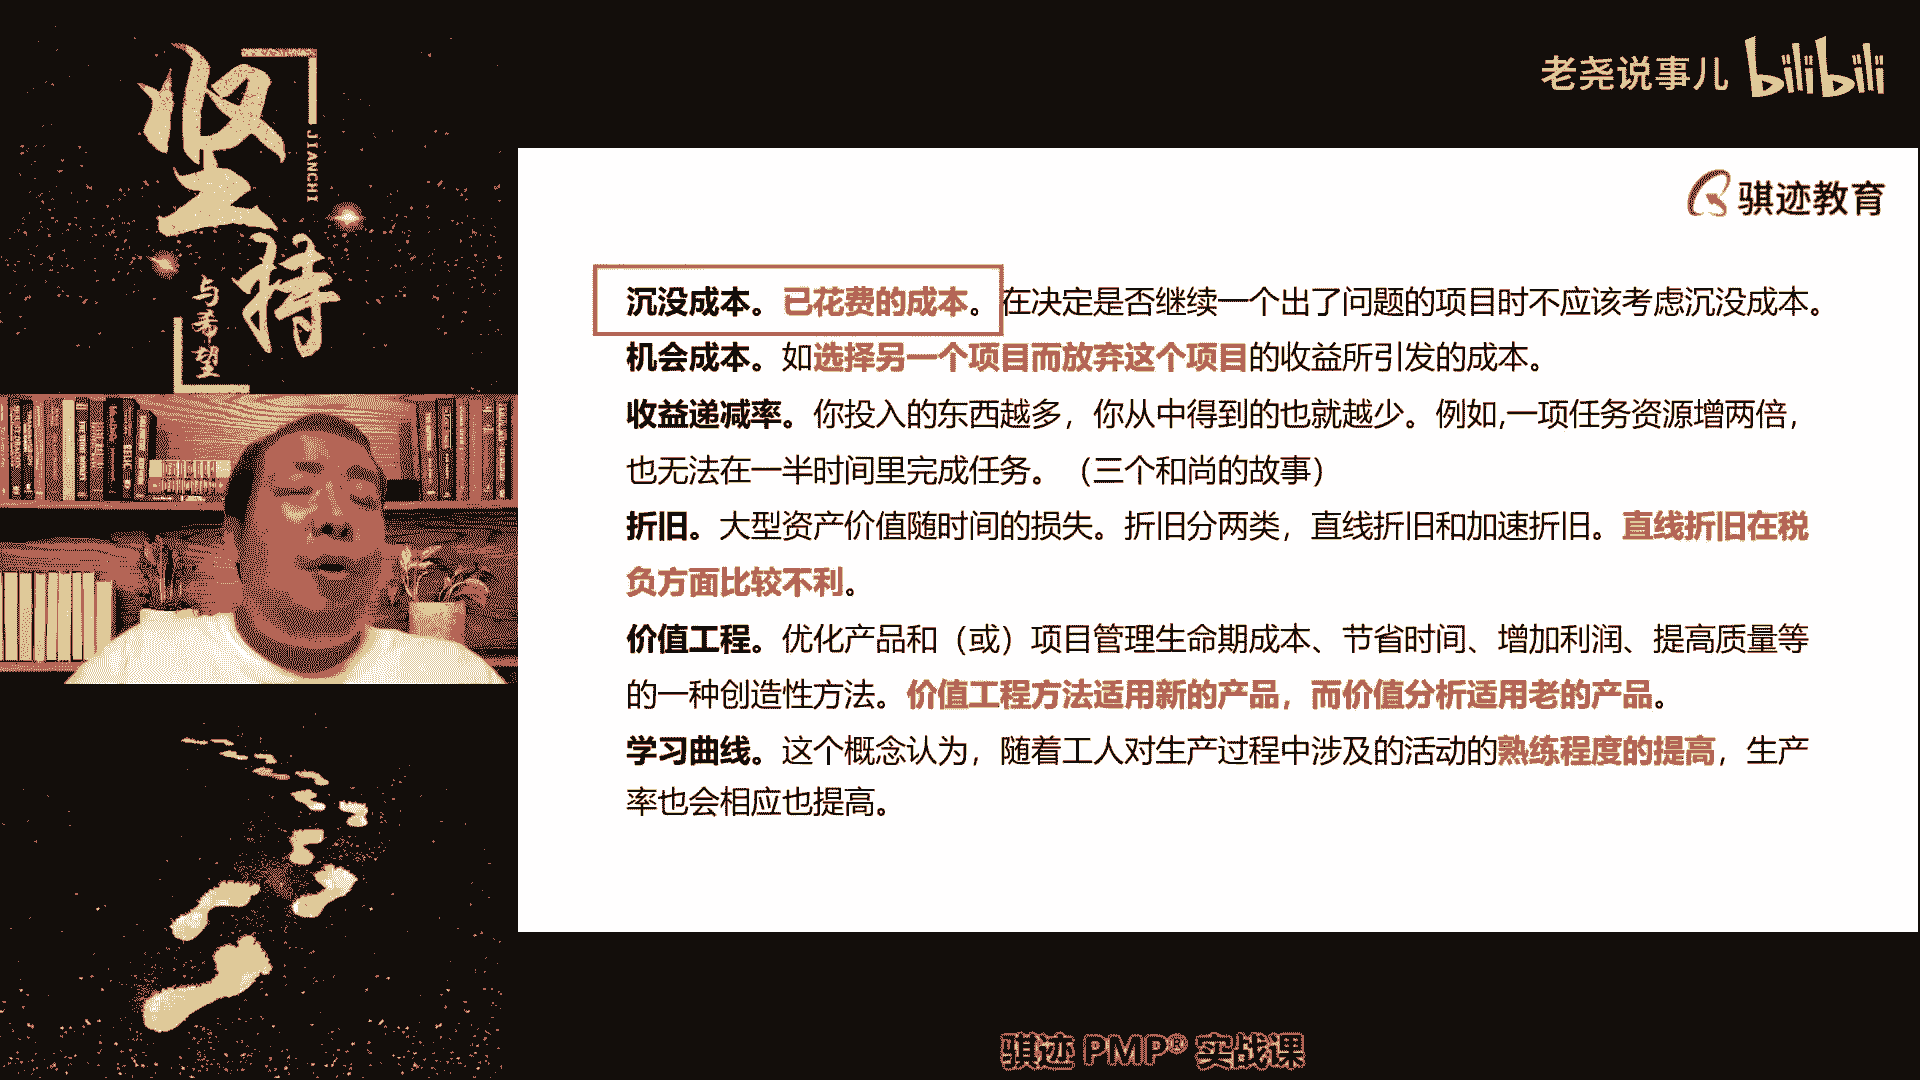 坚持
JIANCHI
与希望
老尧说事儿 bilibili
骐迹教育
沉没成本。已花费的成本。在决定是否继续一个出了问题的项目时不应该考虑沉没成本。
机会成本。如选择另一个项目而放弃这个项目的收益所引发的成本。
收益递减率。你投入的东西越多，你从中得到的也就越少。例如,一项任务资源增两倍，
也无法在一半时间里完成任务。（三个和尚的故事）
折旧。大型资产价值随时间的损失。折旧分两类，直线折旧和加速折旧。直线折旧在税
负方面比较不利。
价值工程。优化产品和（或）项目管理生命期成本、节省时间、增加利润、提高质量等
的一种创造性方法。价值工程方法适用新的产品，而价值分析适用老的产品。
学习曲线。这个概念认为，随着工人对生产过程中涉及的活动的熟练程度的提高，生产
率也会相应也提高。
骐迹 PMP® 实战课